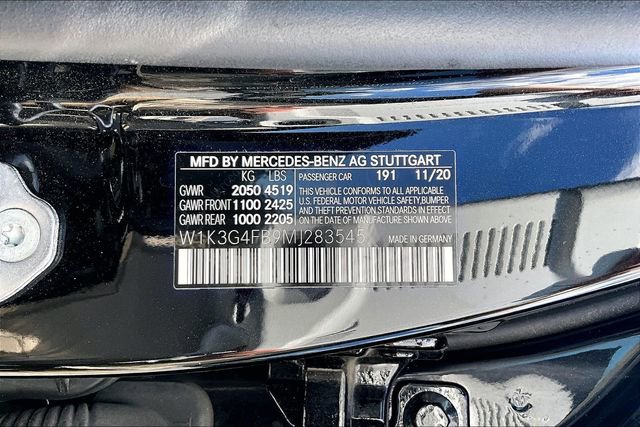 MFD BY MERCEDES-BENZ AG STUTTGART
KG LBS PASSENGER CAR 191 11/20
GVWR 2050 4519 THIS VEHICLE CONFORMS TO ALL APPLICABLE
GAWR FRONT 1100 2425 U.S. FEDERAL MOTOR VEHICLE SAFETY, BUMPER
GAWR REAR 1000 2205 AND THEFT PREVENTION STANDARDS IN EFFECT
ON THE DATE OF MANUFACTURE SHOWN ABOVE.
W1K3G4FB9MJ283545 MADE IN GERMANY